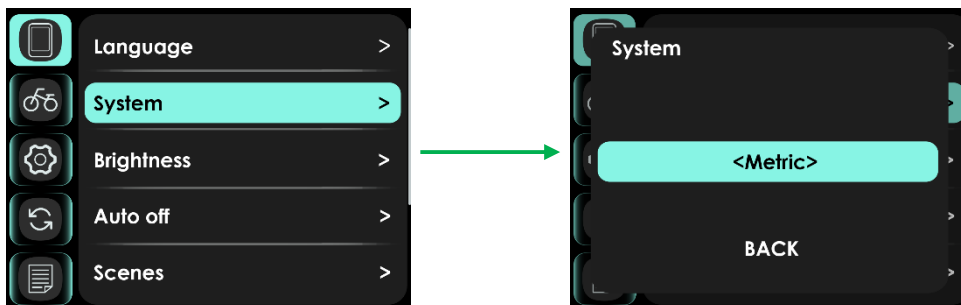 Language >
System >
Brightness >
Auto off >
Scenes >
System
<Metric>
BACK